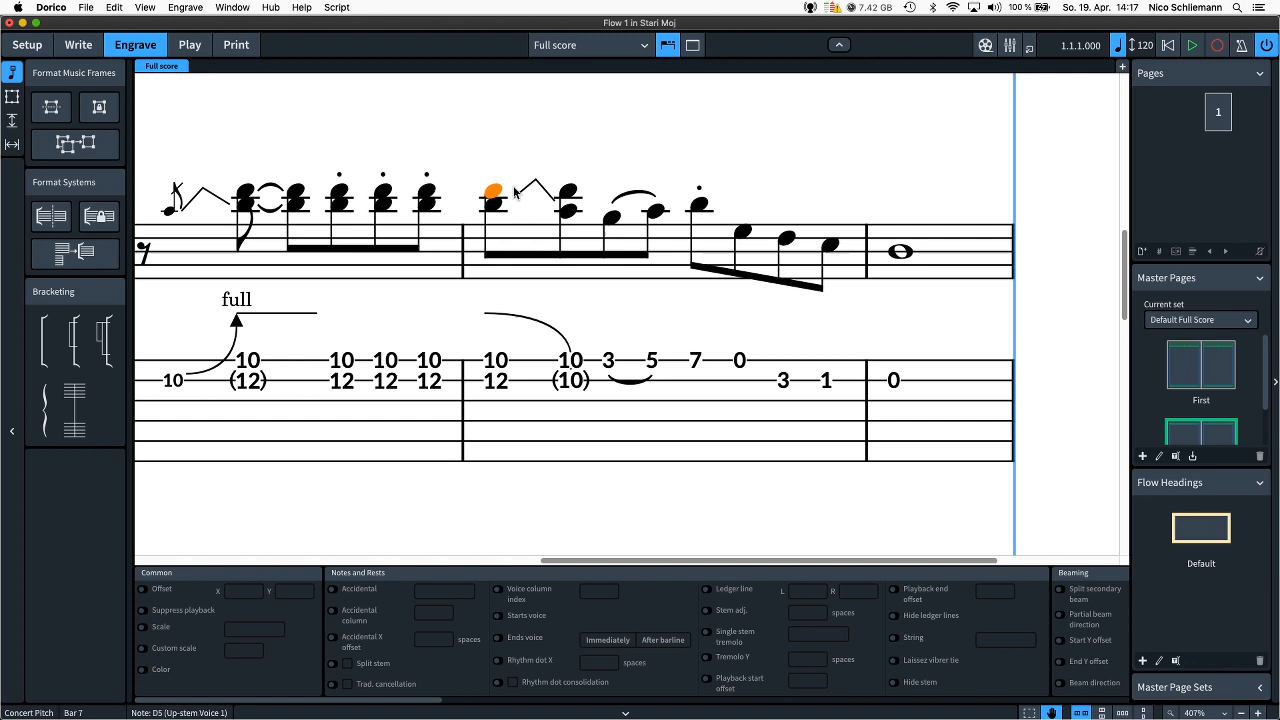 Dorico File Edit View Engrave Window Help Script 7.42 GB 100 % So. 19. Apr. 14:17 Nico Schliemann
Flow 1 in Stari Moj
Setup Write Engrave Play Print Full score 1.1.1.000 120
Full score
Format Music Frames
Format Systems
Bracketing
full
10 10 10 10 10 10 10 3 5 7 0
10 (12) 12 12 12 12 (10) 3 1 0
Pages
1
Master Pages
Current set
Default Full Score
First
Flow Headings
Default
Master Page Sets
Common
Offset X Y
Suppress playback
Scale
Custom scale
Color
Notes and Rests
Accidental
Accidental
column
Accidental X
offset
spaces
Split stem
Trad. cancellation
Voice column
index
Starts voice
Ends voice Immediately After barline
Rhythm dot X spaces
Rhythm dot consolidation
Ledger line L R
Stem adj. spaces
Single stem
tremolo
Tremolo Y spaces
Playback start
offset
Playback end
offset
Hide ledger lines
String
Laissez vibrer tie
Hide stem
Beaming
Split secondary
beam
Partial beam
direction
Start Y offset
End Y offset
Beam direction
Concert Pitch Bar 7 Note: D5 (Up-stem Voice 1) 407%